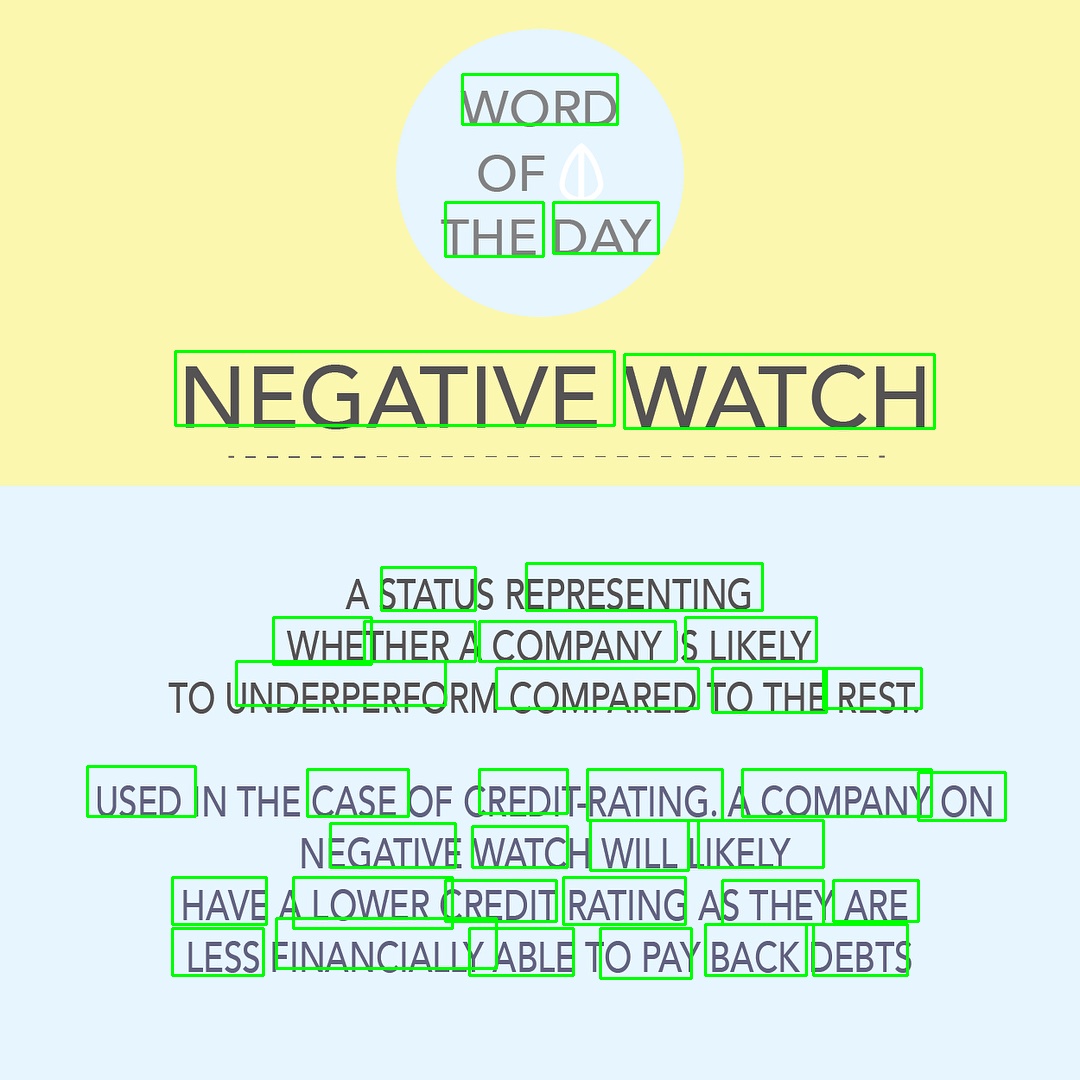 WORD
OF
THE DAY
NEGATIVE WATCH
A STATUS REPRESENTING
WHETHER A COMPANY IS LIKELY
TO UNDERPERFORM COMPARED TO THE REST.
USED IN THE CASE OF CREDIT-RATING. A COMPANY ON
NEGATIVE WATCH WILL LIKELY
HAVE A LOWER CREDIT RATING AS THEY ARE
LESS FINANCIALLY ABLE TO PAY BACK DEBTS